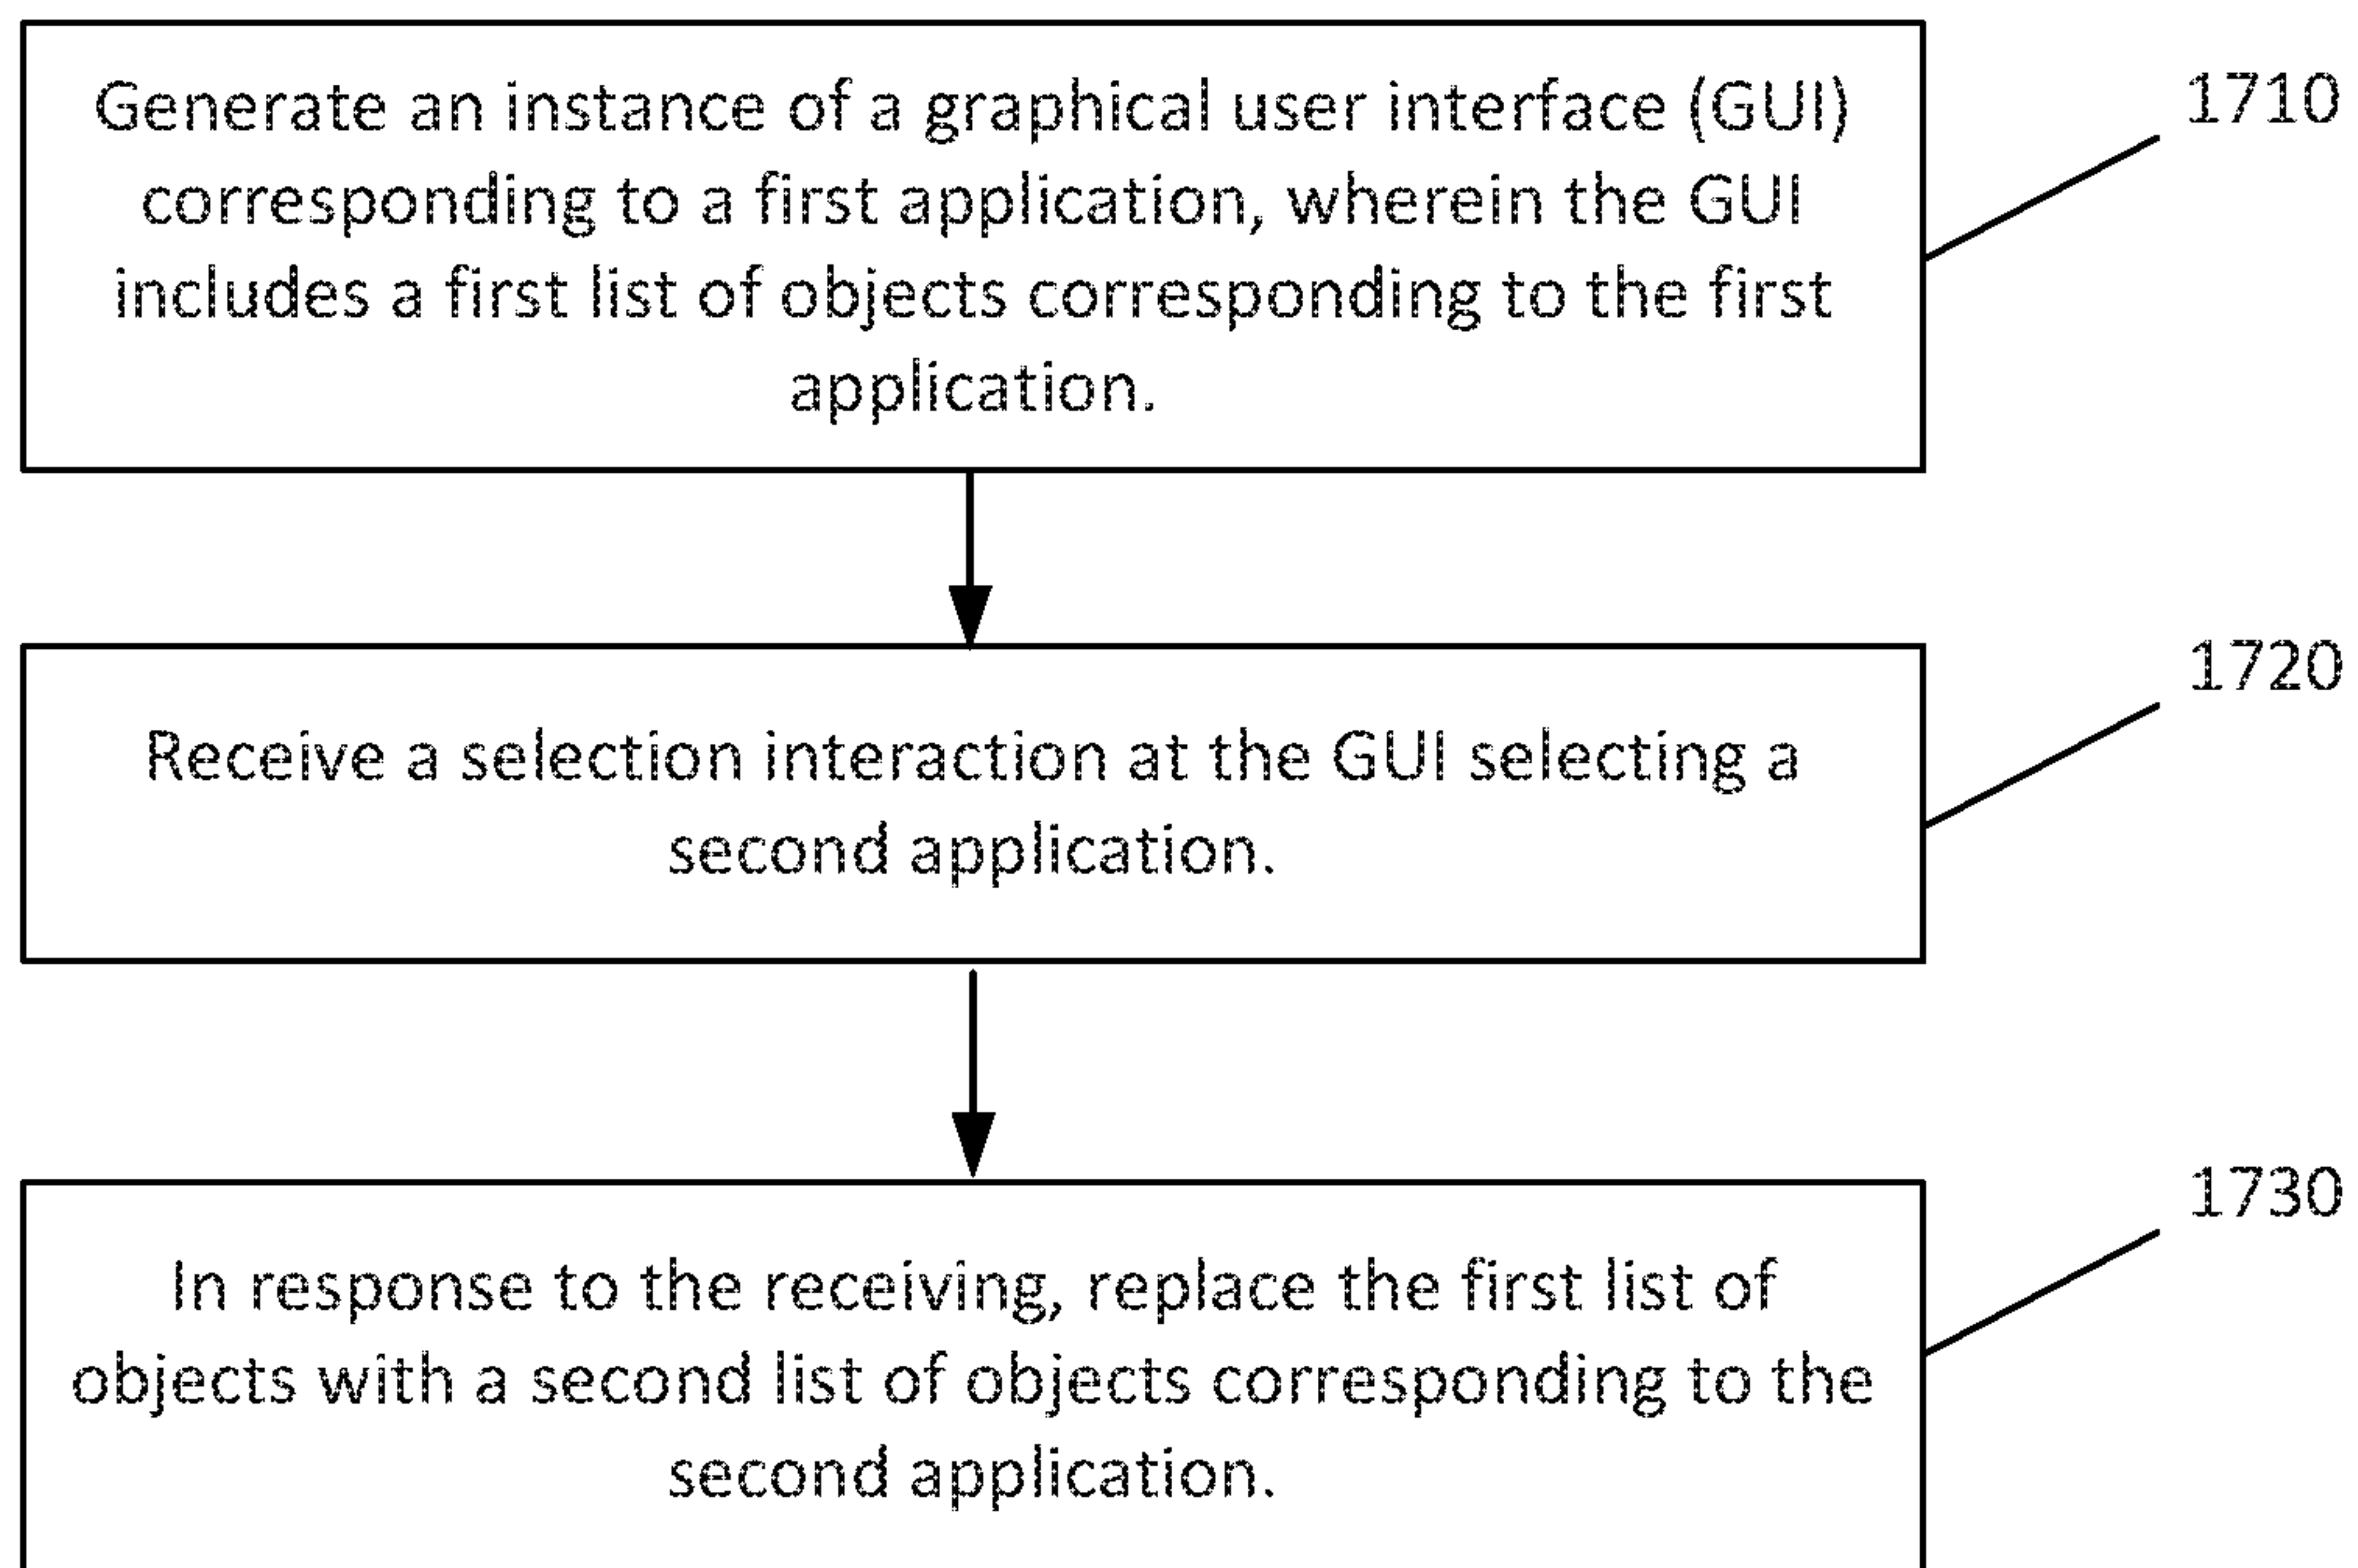 Generate an instance of a graphical user interface (GUI)
corresponding to a first application, wherein the GUI
includes a first list of objects corresponding to the first
application.
1710
Receive a selection interaction at the GUI selecting a
second application.
1720
In response to the receiving, replace the first list of
objects with a second list of objects corresponding to the
second application.
1730